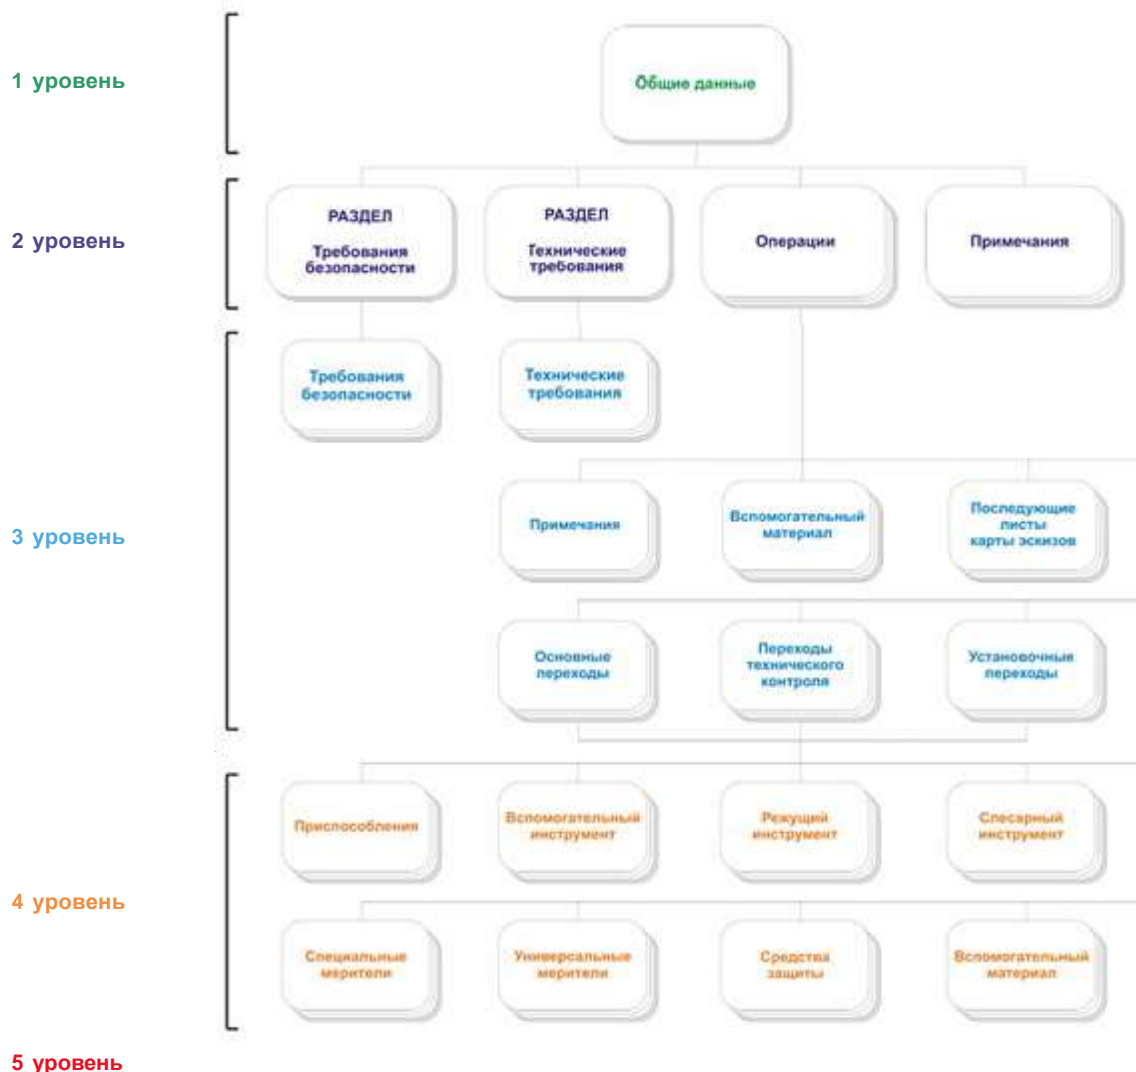 1 уровень
Общие данные
2 уровень
РАЗДЕЛ
Требования
безопасности
РАЗДЕЛ
Технические
требования
Операции
Примечания
Требования
безопасности
Технические
требования
3 уровень
Примечания
Вспомогательный
материал
Последующие
листы
карты эскизов
Основные
переходы
Переходы
технического
контроля
Установочные
переходы
4 уровень
Приспособления
Вспомогательный
инструмент
Режущий
инструмент
Слесарный
инструмент
Специальные
мерители
Универсальные
мерители
Средства
защиты
Вспомогательный
материал
5 уровень